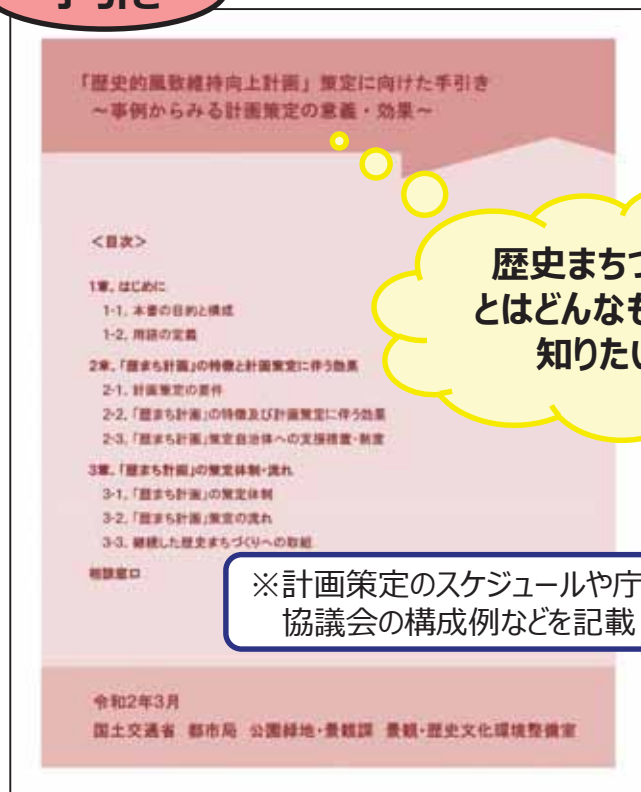 手引き
「歴史的風致維持向上計画」策定に向けた手引き
～事例からみる計画策定の意義・効果～
＜目次＞
1章．はじめに
1-1．本書の目的と構成
1-2．用語の定義
2章．「歴まち計画」の特徴と計画策定に伴う効果
2-1．計画策定の要件
2-2．「歴まち計画」の特徴及び計画策定に伴う効果
2-3．「歴まち計画」策定自治体への支援措置・制度
3章．「歴まち計画」の策定体制・流れ
3-1．「歴まち計画」の策定体制
3-2．「歴まち計画」策定の流れ
3-3．継続した歴史まちづくりへの取組
相談窓口
歴史まちづ
とはどんなも
知りたい
※計画策定のスケジュールや庁
協議会の構成例などを記載
令和2年3月
国土交通省 都市局 公園緑地・景観課 景観・歴史文化環境整備室